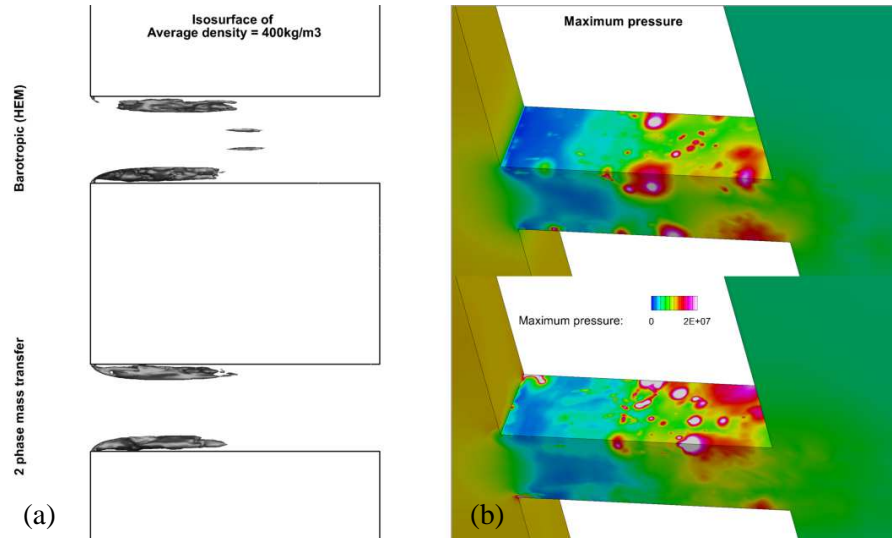 Isosurface of
Average density = 400kg/m3
Barotropic (HEM)
2 phase mass transfer
(a)
Maximum pressure
Maximum pressure:
0
2E+07
(b)